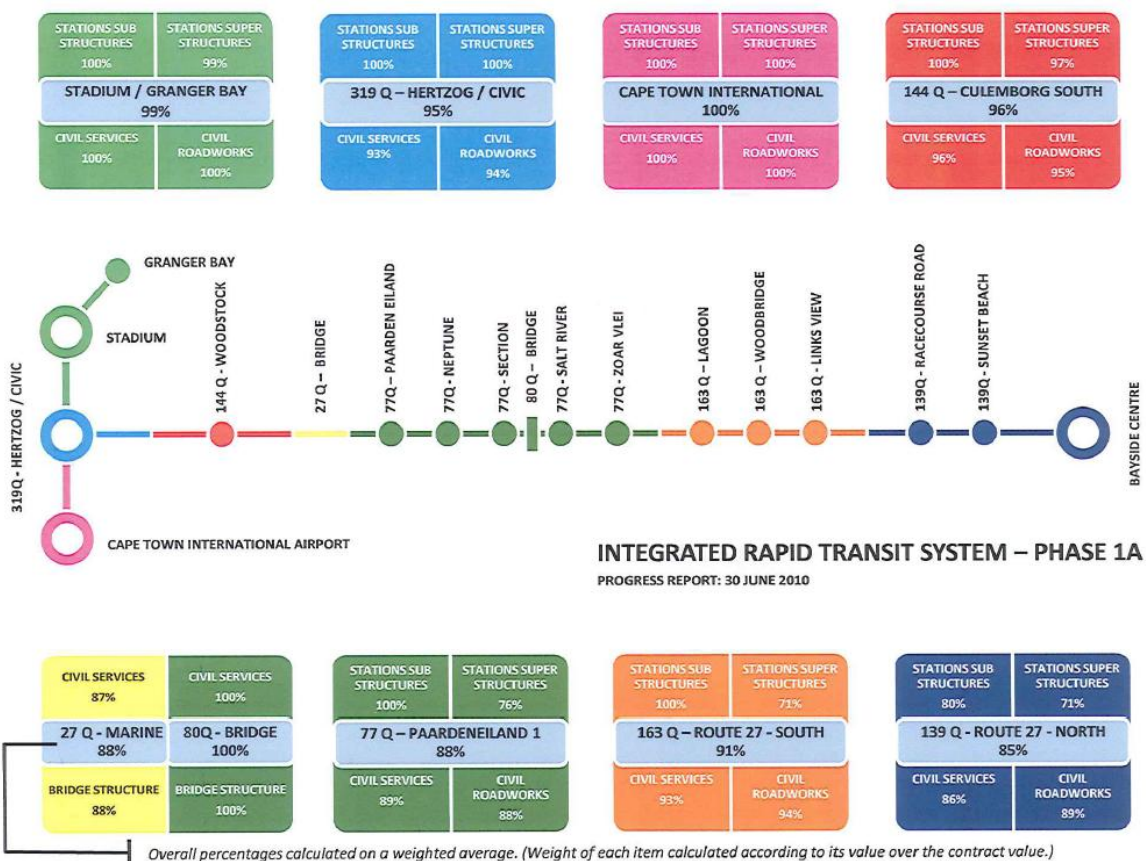 STATIONS SUB STRUCTURES
100%
STATIONS SUPER STRUCTURES
99%
STADIUM / GRANGER BAY
99%
CIVIL SERVICES
100%
CIVIL ROADWORKS
100%
STATIONS SUB STRUCTURES
100%
STATIONS SUPER STRUCTURES
100%
319 Q – HERTZOG / CIVIC
95%
CIVIL SERVICES
93%
CIVIL ROADWORKS
94%
STATIONS SUB STRUCTURES
100%
STATIONS SUPER STRUCTURES
100%
CAPE TOWN INTERNATIONAL
100%
CIVIL SERVICES
100%
CIVIL ROADWORKS
100%
STATIONS SUB STRUCTURES
100%
STATIONS SUPER STRUCTURES
97%
144 Q – CULEMBORG SOUTH
96%
CIVIL SERVICES
96%
CIVIL ROADWORKS
95%
GRANGER BAY
STADIUM
319Q - HERTZOG / CIVIC
CAPE TOWN INTERNATIONAL AIRPORT
144 Q - WOODSTOCK
27 Q – BRIDGE
77Q – PAARDEN EILAND
77Q - NEPTUNE
77Q - SECTION
80 Q – BRIDGE
77Q - SALT RIVER
77Q - ZOAR VLEI
163 Q – LAGOON
163 Q – WOODBRIDGE
163 Q - LINKS VIEW
139Q - RACECOURSE ROAD
139Q - SUNSET BEACH
BAYSIDE CENTRE
INTEGRATED RAPID TRANSIT SYSTEM – PHASE 1A
PROGRESS REPORT: 30 JUNE 2010
CIVIL SERVICES
87%
CIVIL SERVICES
100%
27 Q - MARINE
88%
80Q - BRIDGE
100%
BRIDGE STRUCTURE
88%
BRIDGE STRUCTURE
100%
STATIONS SUB STRUCTURES
100%
STATIONS SUPER STRUCTURES
76%
77 Q – PAARDENEILAND 1
88%
CIVIL SERVICES
89%
CIVIL ROADWORKS
88%
STATIONS SUB STRUCTURES
100%
STATIONS SUPER STRUCTURES
71%
163 Q – ROUTE 27 - SOUTH
91%
CIVIL SERVICES
93%
CIVIL ROADWORKS
94%
STATIONS SUB STRUCTURES
80%
STATIONS SUPER STRUCTURES
71%
139 Q - ROUTE 27 - NORTH
85%
CIVIL SERVICES
86%
CIVIL ROADWORKS
89%
Overall percentages calculated on a weighted average. (Weight of each item calculated according to its value over the contract value.)